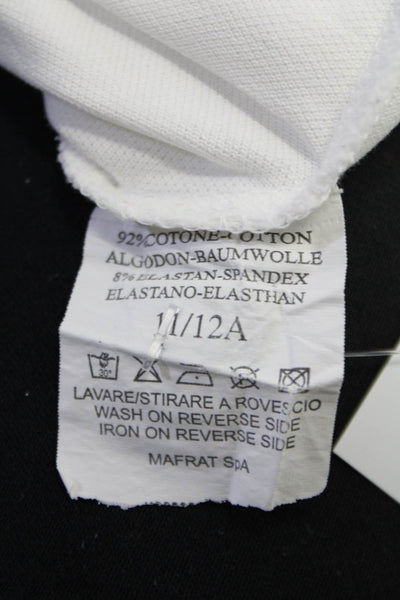 92% COTONE-COTTON
ALGODON-BAUMWOLLE
8% ELASTAN-SPANDEX
ELASTANO-ELASTHAN
11/12A
30°
LAVARE/STIRARE A ROVESCIO
WASH ON REVERSE SIDE
IRON ON REVERSE SIDE
MAFRAT SPA